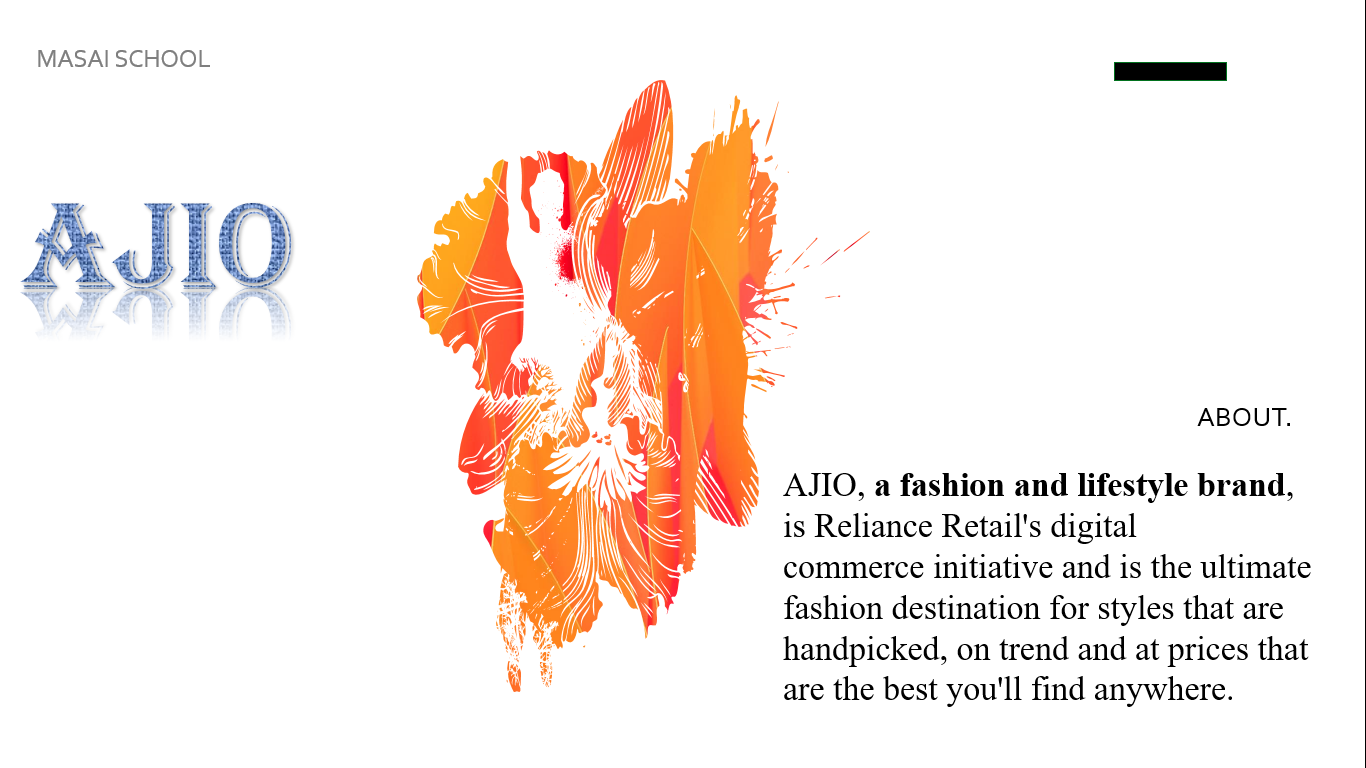 MASAI SCHOOL
AJIO
ABOUT.
AJIO, a fashion and lifestyle brand,
is Reliance Retail's digital
commerce initiative and is the ultimate
fashion destination for styles that are
handpicked, on trend and at prices that
are the best you'll find anywhere.